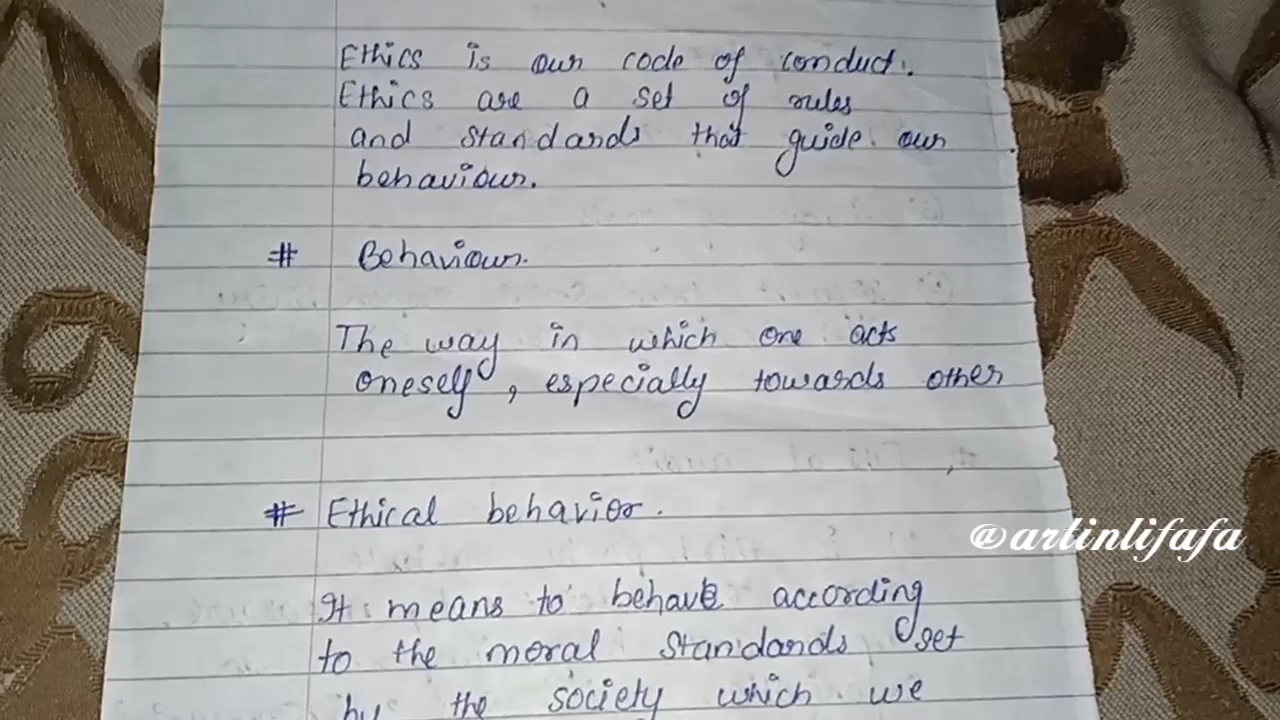 Ethics is our code of conduct.
Ethics are a set of rules
and standards that guide our
behaviour.
# Behaviour.
The way in which one acts
oneself, especially towards other
# Ethical behavior.
@artinlifafa
It means to behave according
to the moral standards set
by the society which we